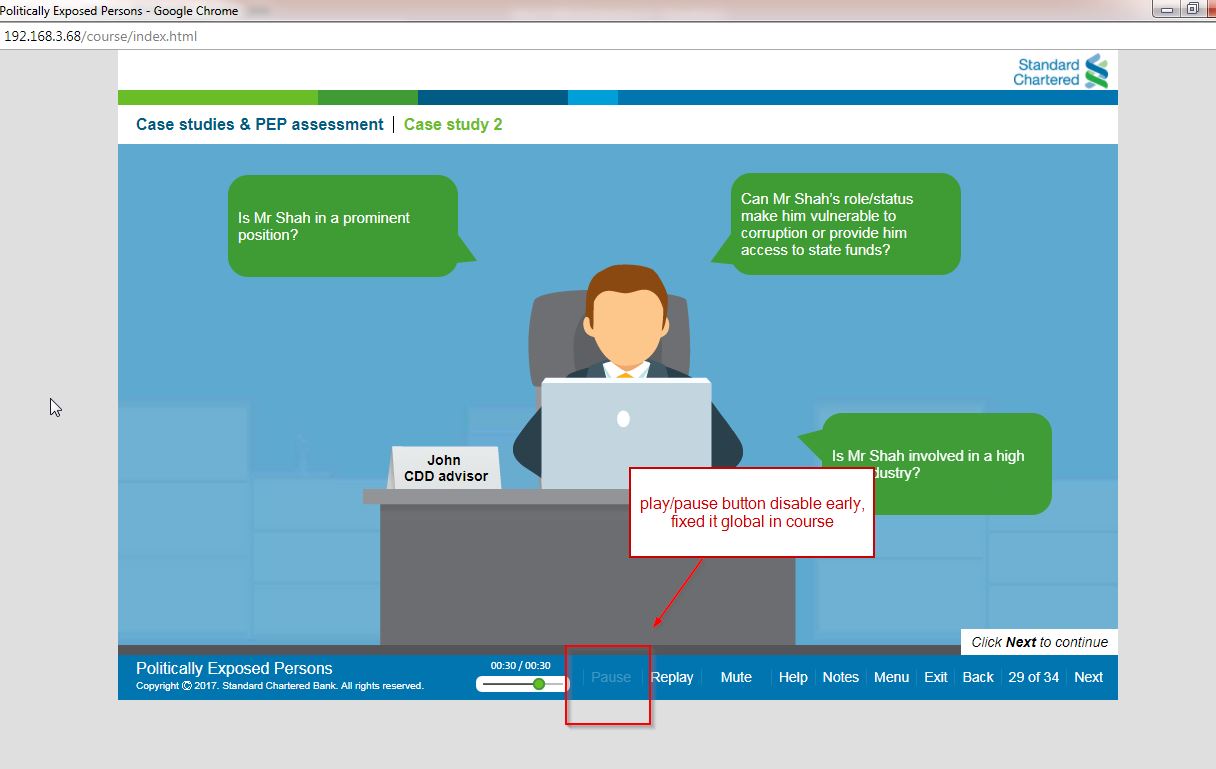 Politically Exposed Persons - Google Chrome
192.168.3.68/course/index.html
Standard
Chartered
Case studies & PEP assessment | Case study 2
Is Mr Shah in a prominent
position?
Can Mr Shah's role/status
make him vulnerable to
corruption or provide him
access to state funds?
Is Mr Shah involved in a high
dustry?
John
CDD advisor
play/pause button disable early,
fixed it global in course
Click Next to continue
Politically Exposed Persons
Copyright © 2017. Standard Chartered Bank. All rights reserved.
00:30 / 00:30
Pause
Replay
Mute
Help
Notes
Menu
Exit
Back
29 of 34
Next